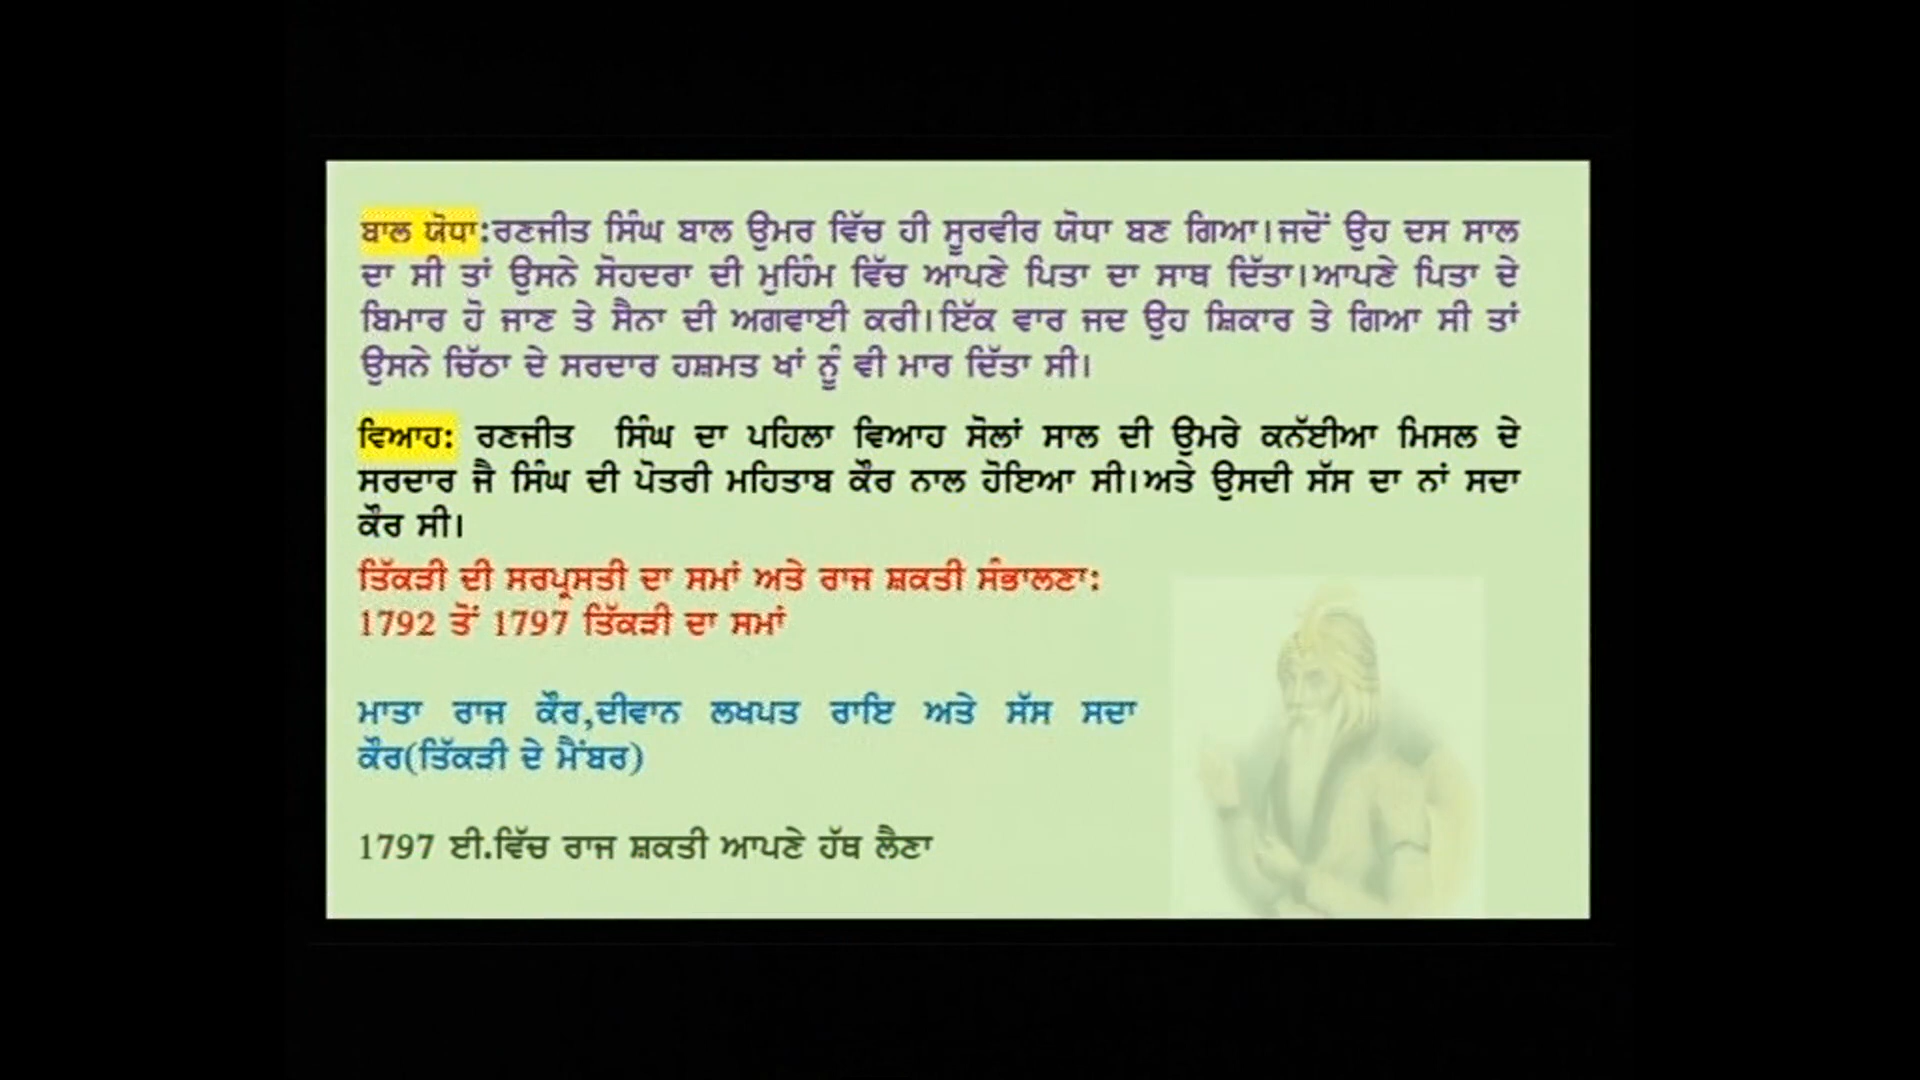 ਬਾਲ ਯੋਧਾ:ਰਣਜੀਤ ਸਿੰਘ ਬਾਲ ਉਮਰ ਵਿੱਚ ਹੀ ਸੂਰਵੀਰ ਯੋਧਾ ਬਣ ਗਿਆ।ਜਦੋਂ ਉਹ ਦਸ ਸਾਲ
ਦਾ ਸੀ ਤਾਂ ਉਸਨੇ ਸੋਹਦਰਾ ਦੀ ਮੁਹਿੰਮ ਵਿੱਚ ਆਪਣੇ ਪਿਤਾ ਦਾ ਸਾਥ ਦਿੱਤਾ।ਆਪਣੇ ਪਿਤਾ ਦੇ
ਬਿਮਾਰ ਹੋ ਜਾਣ ਤੇ ਸੈਨਾ ਦੀ ਅਗਵਾਈ ਕਰੀ।ਇੱਕ ਵਾਰ ਜਦ ਉਹ ਸ਼ਿਕਾਰ ਤੇ ਗਿਆ ਸੀ ਤਾਂ
ਉਸਨੇ ਚਿੱਠਾ ਦੇ ਸਰਦਾਰ ਹਸ਼ਮਤ ਖਾਂ ਨੂੰ ਵੀ ਮਾਰ ਦਿੱਤਾ ਸੀ।
ਵਿਆਹ: ਰਣਜੀਤ ਸਿੰਘ ਦਾ ਪਹਿਲਾ ਵਿਆਹ ਸੋਲਾਂ ਸਾਲ ਦੀ ਉਮਰੇ ਕਨੱਈਆ ਮਿਸਲ ਦੇ
ਸਰਦਾਰ ਜੈ ਸਿੰਘ ਦੀ ਪੋਤਰੀ ਮਹਿਤਾਬ ਕੌਰ ਨਾਲ ਹੋਇਆ ਸੀ।ਅਤੇ ਉਸਦੀ ਸੱਸ ਦਾ ਨਾਂ ਸਦਾ
ਕੌਰ ਸੀ।
ਤਿੱਕੜੀ ਦੀ ਸਰਪ੍ਰਸਤੀ ਦਾ ਸਮਾਂ ਅਤੇ ਰਾਜ ਸ਼ਕਤੀ ਸੰਭਾਲਣਾ:
1792 ਤੋਂ 1797 ਤਿੱਕੜੀ ਦਾ ਸਮਾਂ
ਮਾਤਾ ਰਾਜ ਕੌਰ,ਦੀਵਾਨ ਲਖਪਤ ਰਾਇ ਅਤੇ ਸੱਸ ਸਦਾ
ਕੌਰ(ਤਿੱਕੜੀ ਦੇ ਮੈਂਬਰ)
1797 ਈ.ਵਿੱਚ ਰਾਜ ਸ਼ਕਤੀ ਆਪਣੇ ਹੱਥ ਲੈਣਾ